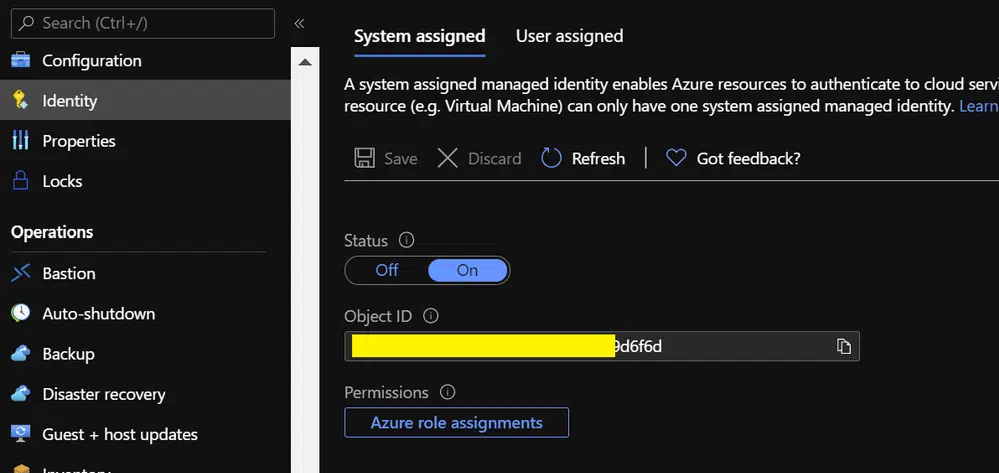 Search (Ctrl+/)
Configuration
Identity
Properties
Locks
Operations
Bastion
Auto-shutdown
Backup
Disaster recovery
Guest + host updates
Inventory
System assigned
User assigned
A system assigned managed identity enables Azure resources to authenticate to cloud serv
resource (e.g. Virtual Machine) can only have one system assigned managed identity. Learn
Save
Discard
Refresh
Got feedback?
Status
Off
On
Object ID
9d6f6d
Permissions
Azure role assignments